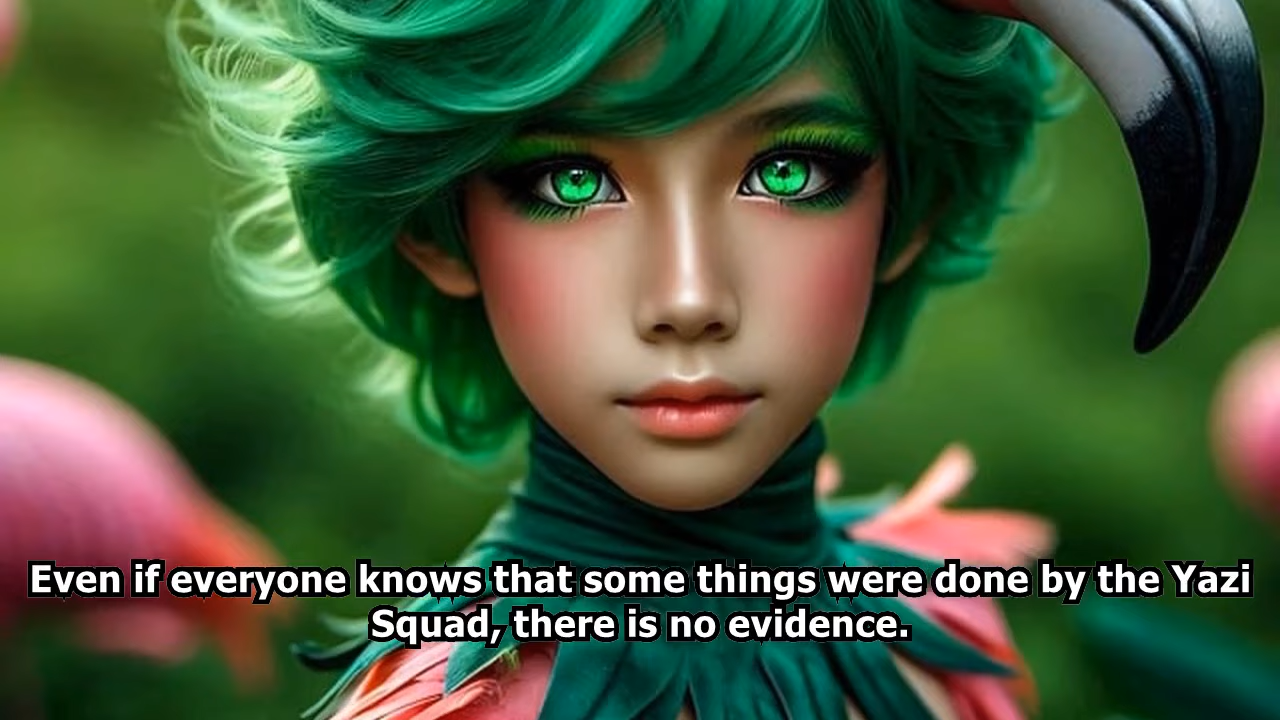 Even if everyone knows that some things were done by the Yazi
Squad, there is no evidence.